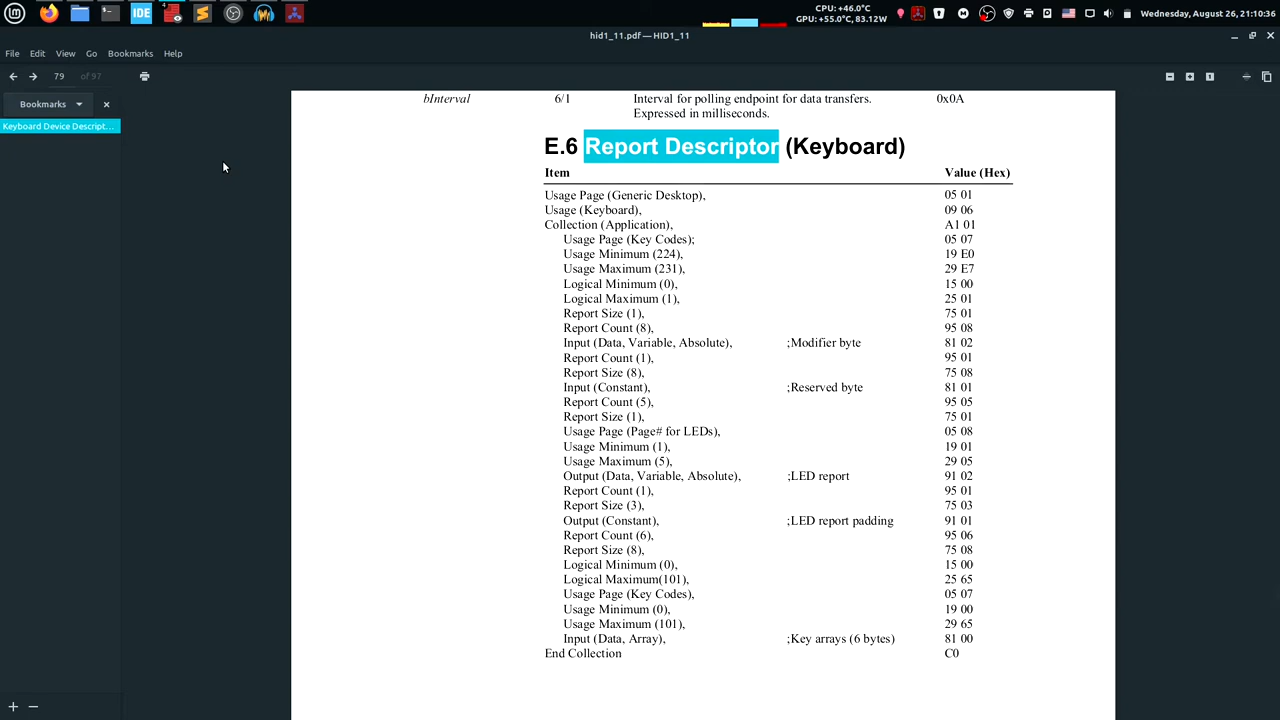 IDE
CPU: +46.0°C
GPU: +55.0°C, 83.12W
Wednesday, August 26, 21:10:36
hid1_11.pdf — HID1_11
File Edit View Go Bookmarks Help
79 of 97
Bookmarks
Keyboard Device Descript...
bInterval 6/1 Interval for polling endpoint for data transfers. 0x0A
Expressed in milliseconds.
E.6 Report Descriptor (Keyboard)
Item Value (Hex)
Usage Page (Generic Desktop), 05 01
Usage (Keyboard), 09 06
Collection (Application), A1 01
Usage Page (Key Codes); 05 07
Usage Minimum (224), 19 E0
Usage Maximum (231), 29 E7
Logical Minimum (0), 15 00
Logical Maximum (1), 25 01
Report Size (1), 75 01
Report Count (8), 95 08
Input (Data, Variable, Absolute), ;Modifier byte 81 02
Report Count (1), 95 01
Report Size (8), 75 08
Input (Constant), ;Reserved byte 81 01
Report Count (5), 95 05
Report Size (1), 75 01
Usage Page (Page# for LEDs), 05 08
Usage Minimum (1), 19 01
Usage Maximum (5), 29 05
Output (Data, Variable, Absolute), ;LED report 91 02
Report Count (1), 95 01
Report Size (3), 75 03
Output (Constant), ;LED report padding 91 01
Report Count (6), 95 06
Report Size (8), 75 08
Logical Minimum (0), 15 00
Logical Maximum(101), 25 65
Usage Page (Key Codes), 05 07
Usage Minimum (0), 19 00
Usage Maximum (101), 29 65
Input (Data, Array), ;Key arrays (6 bytes) 81 00
End Collection C0